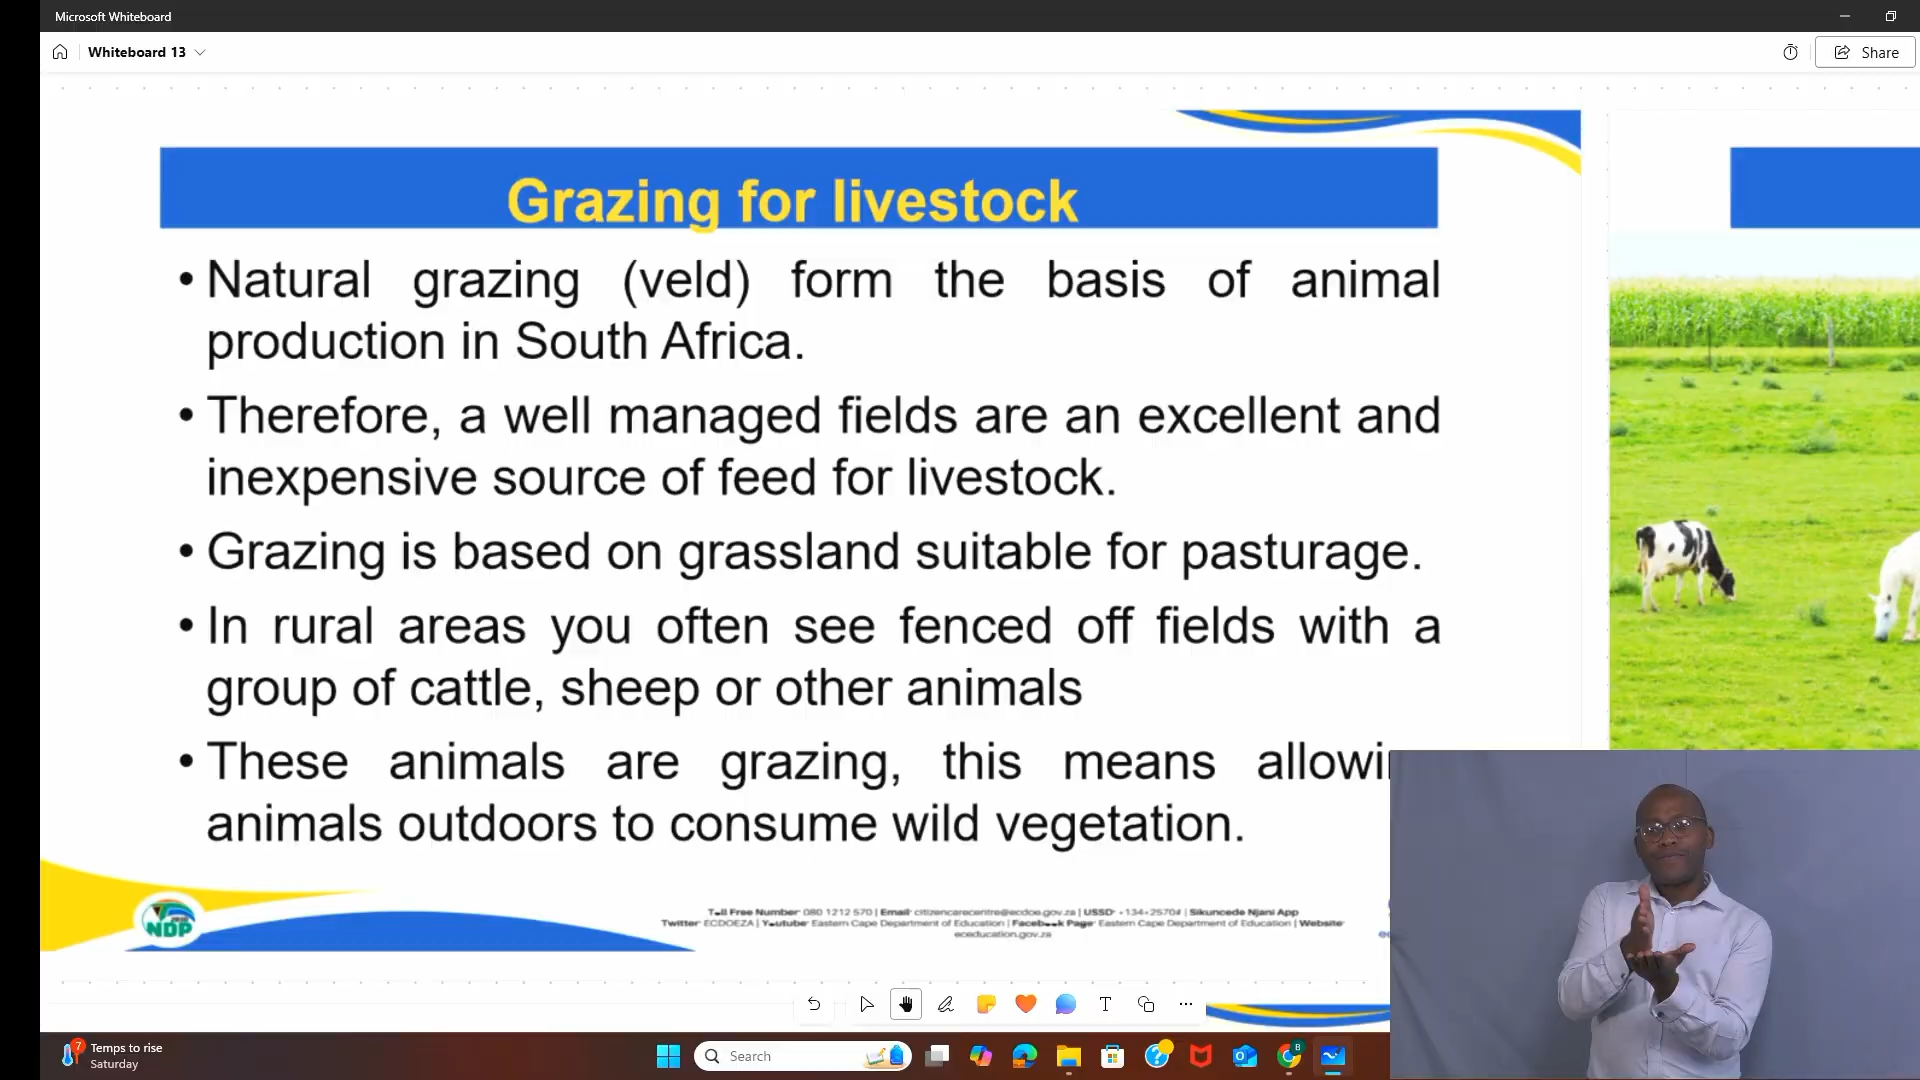 Microsoft Whiteboard
Whiteboard 13
Share
Grazing for livestock
• Natural grazing (veld) form the basis of animal
production in South Africa.
• Therefore, a well managed fields are an excellent and
inexpensive source of feed for livestock.
• Grazing is based on grassland suitable for pasturage.
• In rural areas you often see fenced off fields with a
group of cattle, sheep or other animals
• These animals are grazing, this means allowi
animals outdoors to consume wild vegetation.
NDP
Toll Free Number: 080 1212 570 | Email: citizencarecentre@ecdoe.gov.za | USSD: *134*2570# | Sikuncede Njani App
Twitter: ECDOEZA | Youtube: Eastern Cape Department of Education | Facebook Page: Eastern Cape Department of Education | Website:
eceducation.gov.za
7
Temps to rise
Saturday
Search
B